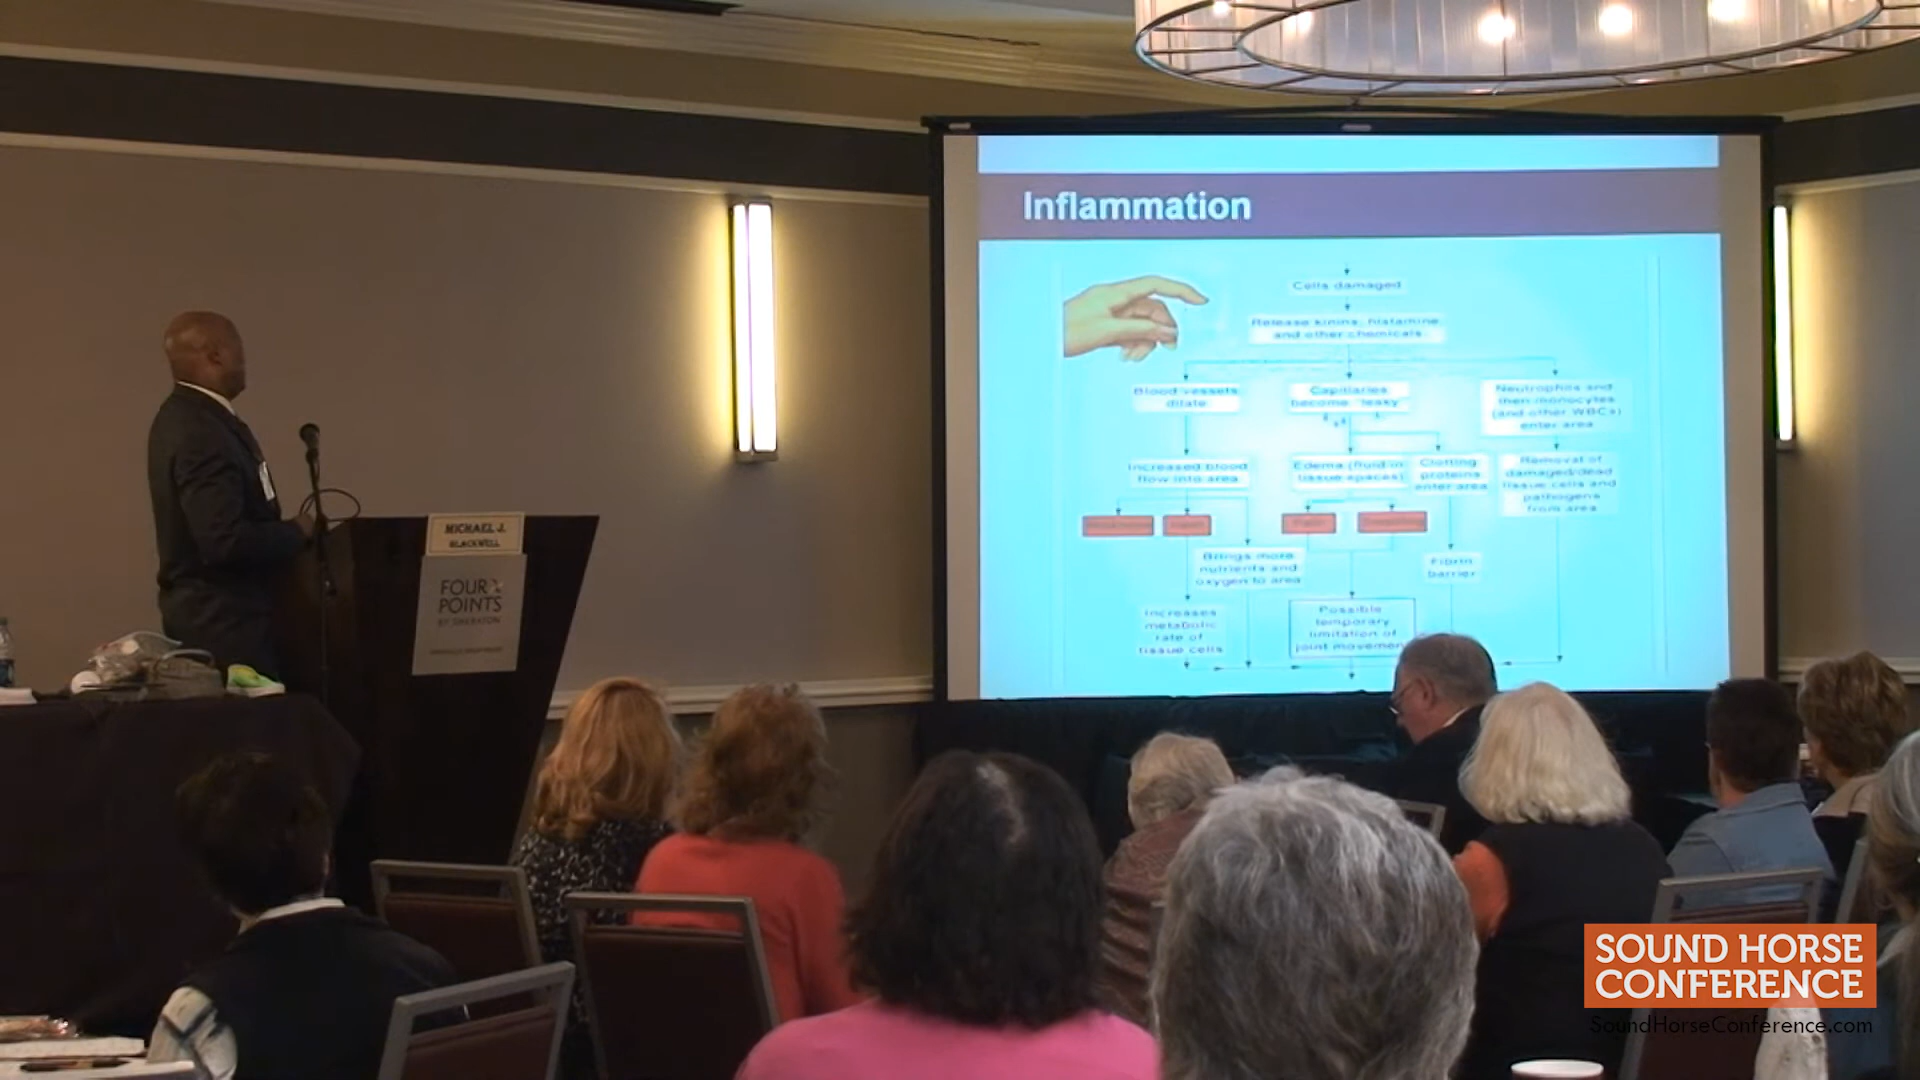 Inflammation
Cells damaged
Release kinins, histamine,
and other chemicals
Blood vessets
dilate
Capillaries
become "leaky"
Neutrophils and
then monocytes
(and other WBCs)
enter area
Increased blood
flow into area
Edema (fluid in
tissue spaces)
Clotting
proteins
enter area
Removal of
damaged/dead
tissue cells and
pathogens
from area
Brings more
nutrients and
oxygen to area
Fibrin
barrier
Increases
metabolic
rate of
tissue cells
Possible
temporary
limitation of
joint movement
MICHAEL J.
BLACKWELL
FOUR
POINTS
BY SHERATON
SOUND HORSE
CONFERENCE
SoundHorseConference.com